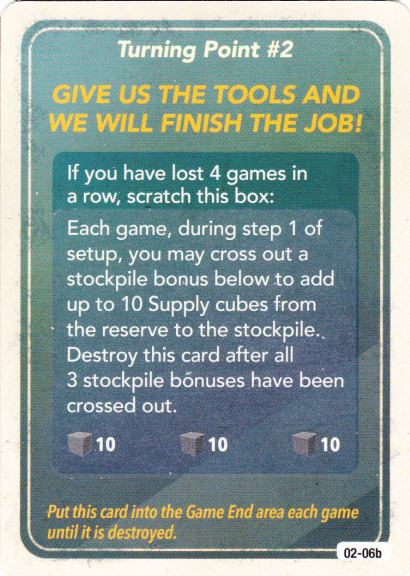 Turning Point #2
GIVE US THE TOOLS AND
WE WILL FINISH THE JOB!
If you have lost 4 games in
a row, scratch this box:
Each game, during step 1 of
setup, you may cross out a
stockpile bonus below to add
up to 10 Supply cubes from
the reserve to the stockpile.
Destroy this card after all
3 stockpile bonuses have been
crossed out.
10 10 10
Put this card into the Game End area each game
until it is destroyed.
02-06b